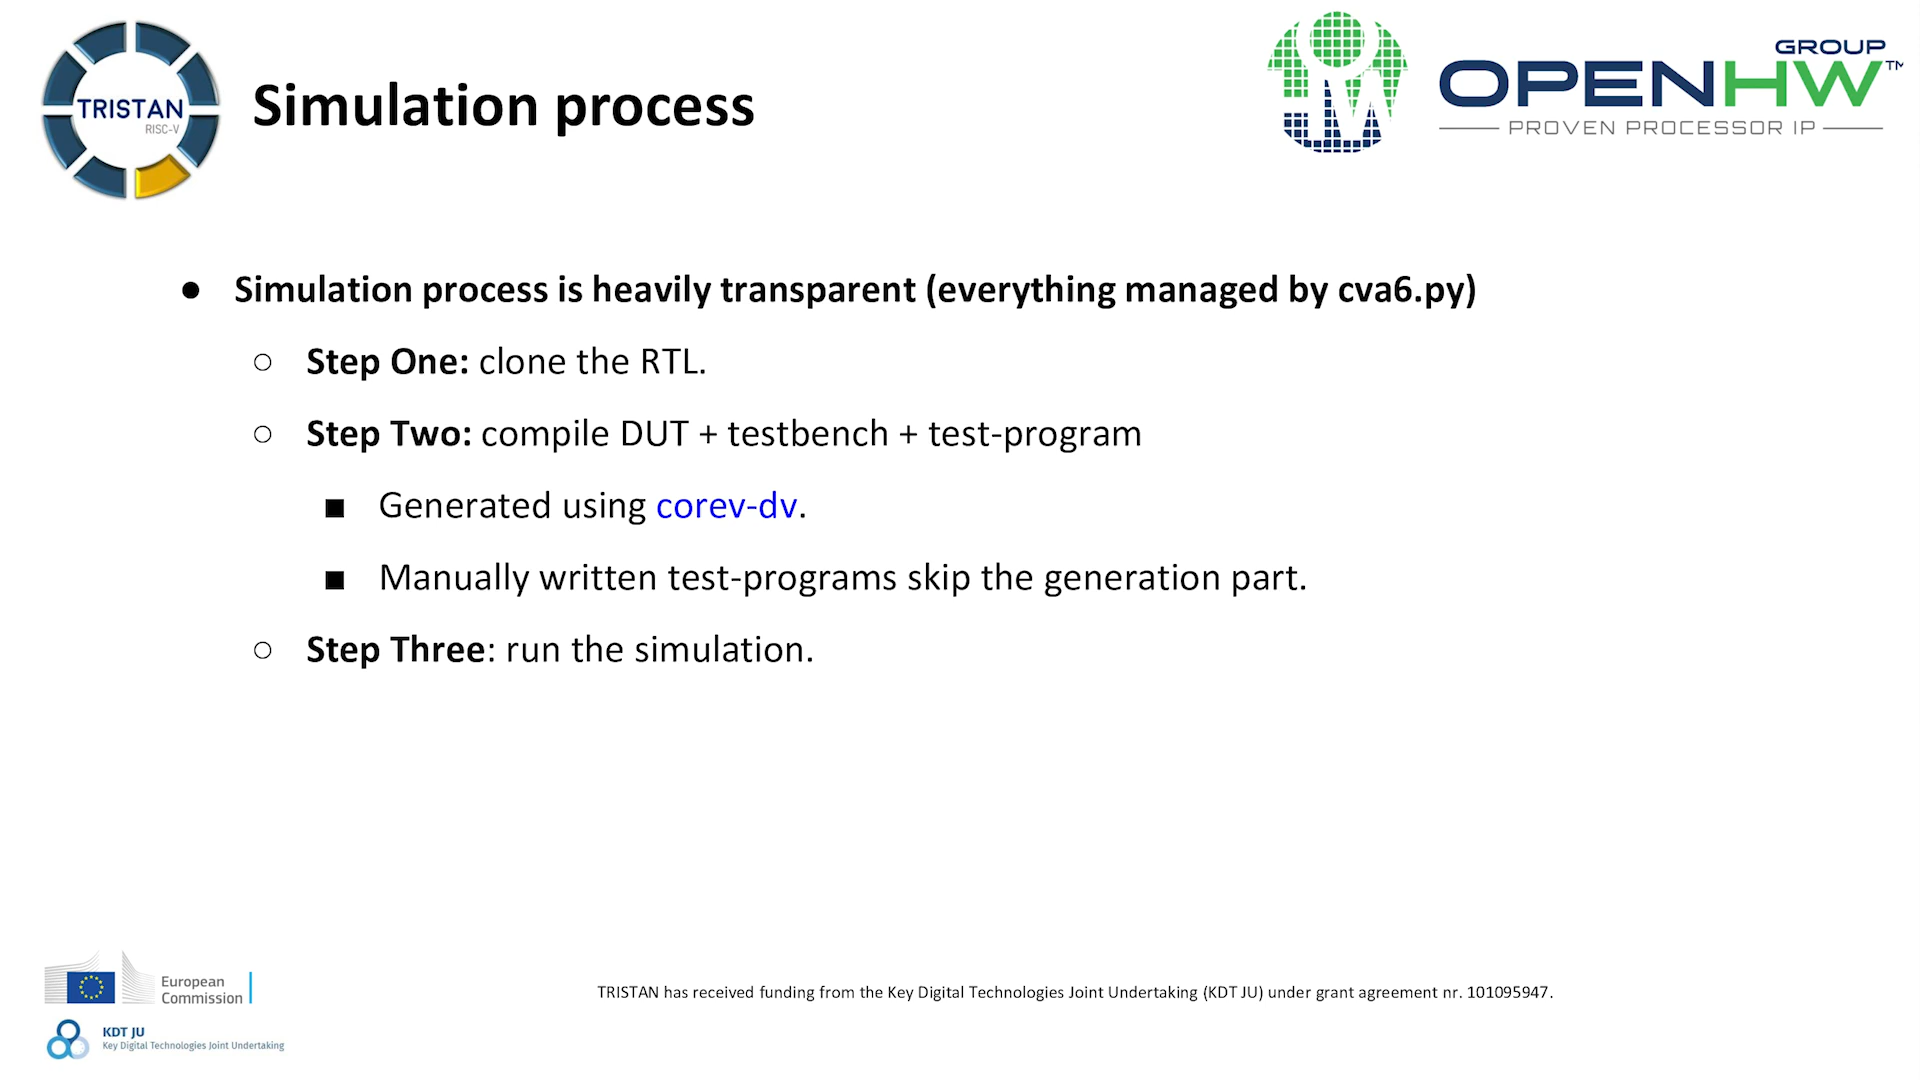 TRISTAN
RISC-V
Simulation process
GROUP
OPENHW™
PROVEN PROCESSOR IP
● Simulation process is heavily transparent (everything managed by cva6.py)
○ Step One: clone the RTL.
○ Step Two: compile DUT + testbench + test-program
■ Generated using corev-dv.
■ Manually written test-programs skip the generation part.
○ Step Three: run the simulation.
European
Commission
TRISTAN has received funding from the Key Digital Technologies Joint Undertaking (KDT JU) under grant agreement nr. 101095947.
KDT JU
Key Digital Technologies Joint Undertaking